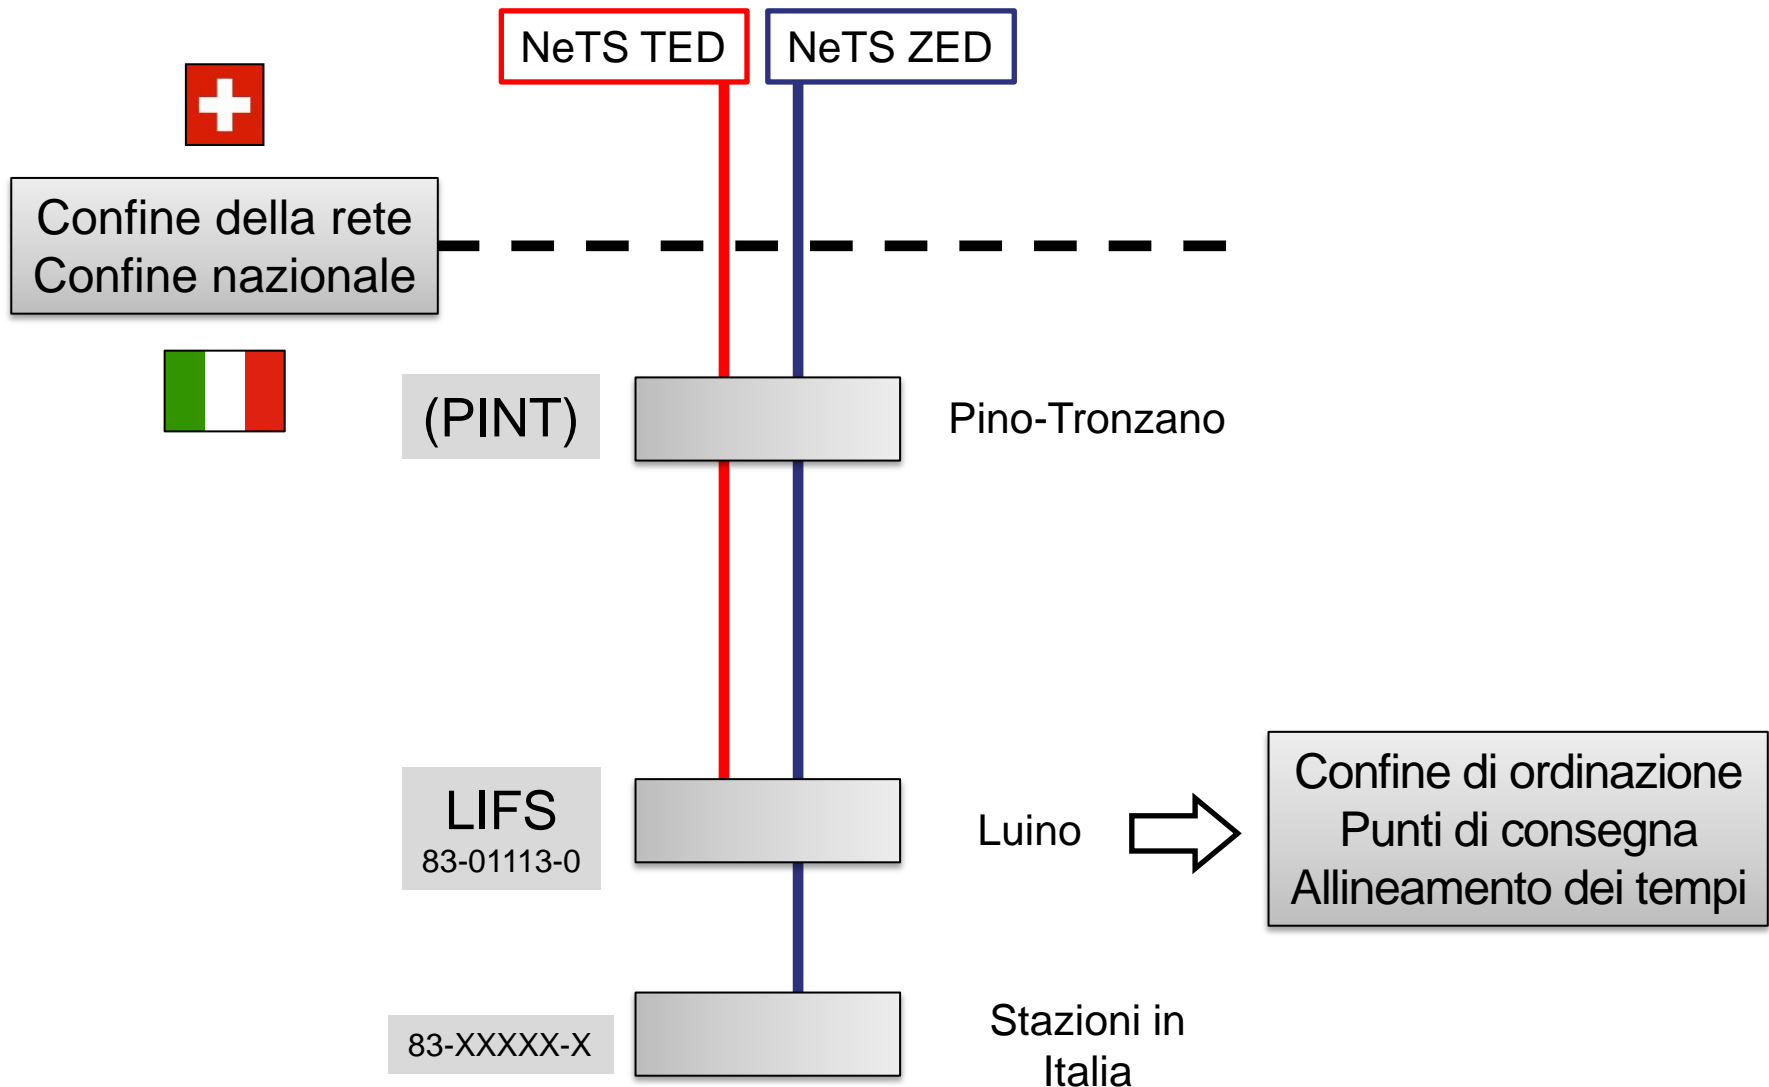 NeTS TED
NeTS ZED
Confine della rete
Confine nazionale
(PINT)
Pino-Tronzano
LIFS
83-01113-0
Luino
Confine di ordinazione
Punti di consegna
Allineamento dei tempi
83-XXXXX-X
Stazioni in
Italia